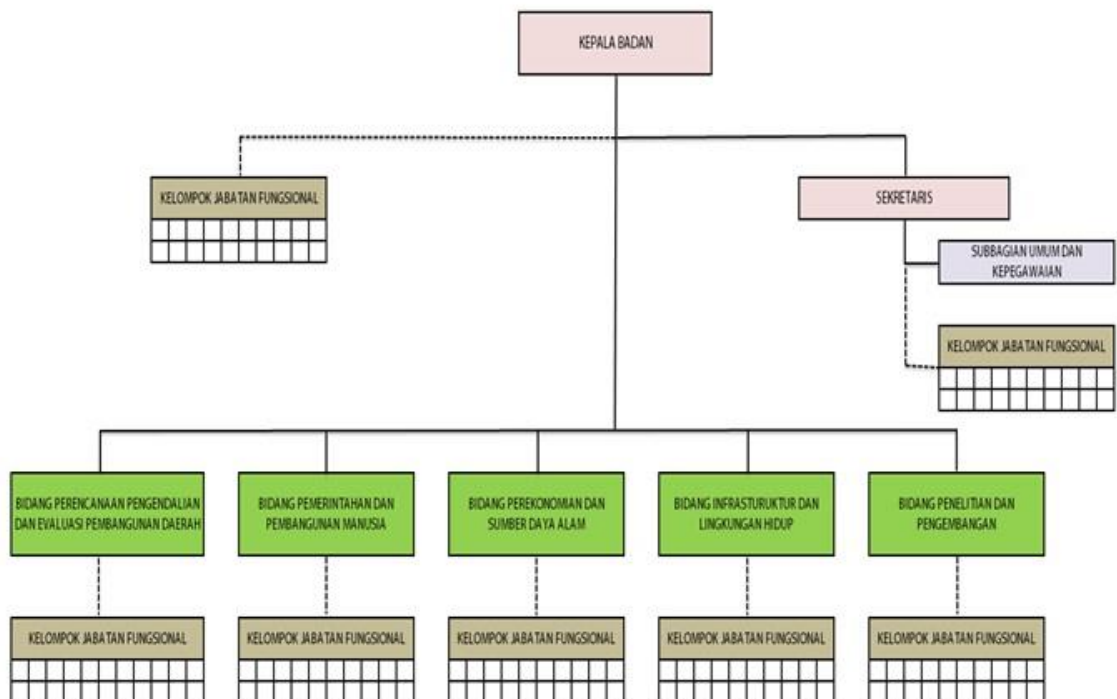 KEPALA BADAN
KELOMPOK JABATAN FUNGSIONAL
SEKRETARIS
SUBBAGIAN UMUM DAN
KEPEGAWAIAN
KELOMPOK JABATAN FUNGSIONAL
BIDANG PERENCANAAN PENGENDALIAN
DAN EVALUASI PEMBANGUNAN DAERAH
BIDANG PEMERINTAHAN DAN
PEMBANGUNAN MANUSIA
BIDANG PEREKONOMIAN DAN
SUMBER DAYA ALAM
BIDANG INFRASTURUKTUR DAN
LINGKUNGAN HIDUP
BIDANG PENELITIAN DAN
PENGEMBANGAN
KELOMPOK JABATAN FUNGSIONAL
KELOMPOK JABATAN FUNGSIONAL
KELOMPOK JABATAN FUNGSIONAL
KELOMPOK JABATAN FUNGSIONAL
KELOMPOK JABATAN FUNGSIONAL